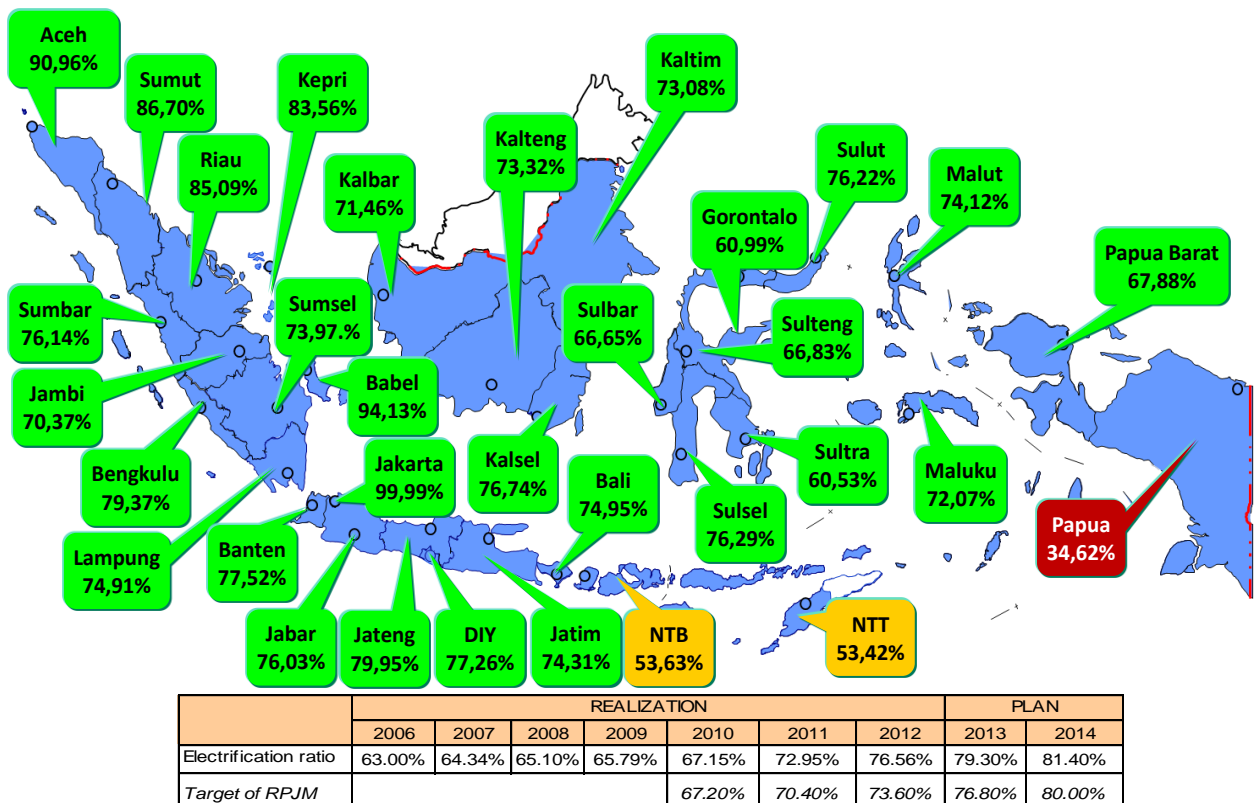 Aceh
90,96%
Sumut
86,70%
Kepri
83,56%
Kaltim
73,08%
Riau
85,09%
Kalbar
71,46%
Kalteng
73,32%
Sulut
76,22%
Malut
74,12%
Gorontalo
60,99%
Papua Barat
67,88%
Sumbar
76,14%
Sumsel
73,97.%
Sulbar
66,65%
Sulteng
66,83%
Jambi
70,37%
Babel
94,13%
Bengkulu
79,37%
Jakarta
99,99%
Kalsel
76,74%
Bali
74,95%
Sulsel
76,29%
Sultra
60,53%
Maluku
72,07%
Papua
34,62%
Lampung
74,91%
Banten
77,52%
Jabar
76,03%
Jateng
79,95%
DIY
77,26%
Jatim
74,31%
NTB
53,63%
NTT
53,42%
REALIZATION PLAN
2006 2007 2008 2009 2010 2011 2012 2013 2014
Electrification ratio 63.00% 64.34% 65.10% 65.79% 67.15% 72.95% 76.56% 79.30% 81.40%
Target of RPJM 67.20% 70.40% 73.60% 76.80% 80.00%